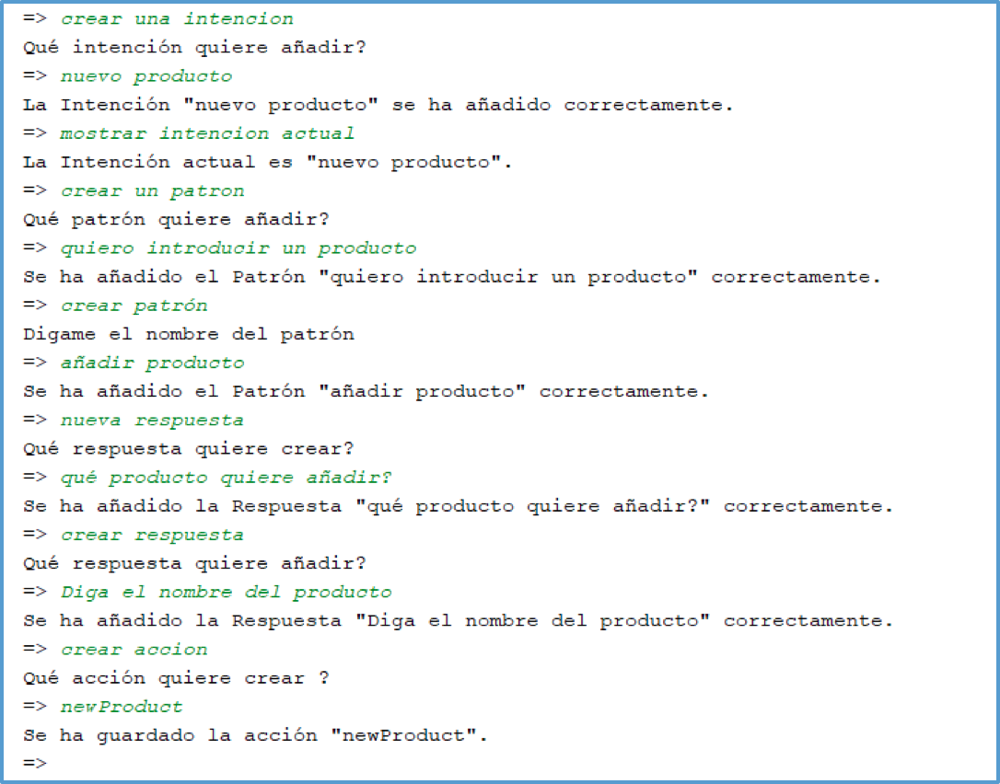 => crear una intencion
Qué intención quiere añadir?
=> nuevo producto
La Intención "nuevo producto" se ha añadido correctamente.
=> mostrar intencion actual
La Intención actual es "nuevo producto".
=> crear un patron
Qué patrón quiere añadir?
=> quiero introducir un producto
Se ha añadido el Patrón "quiero introducir un producto" correctamente.
=> crear patrón
Digame el nombre del patrón
=> añadir producto
Se ha añadido el Patrón "añadir producto" correctamente.
=> nueva respuesta
Qué respuesta quiere crear?
=> qué producto quiere añadir?
Se ha añadido la Respuesta "qué producto quiere añadir?" correctamente.
=> crear respuesta
Qué respuesta quiere añadir?
=> Diga el nombre del producto
Se ha añadido la Respuesta "Diga el nombre del producto" correctamente.
=> crear accion
Qué acción quiere crear ?
=> newProduct
Se ha guardado la acción "newProduct".
=>